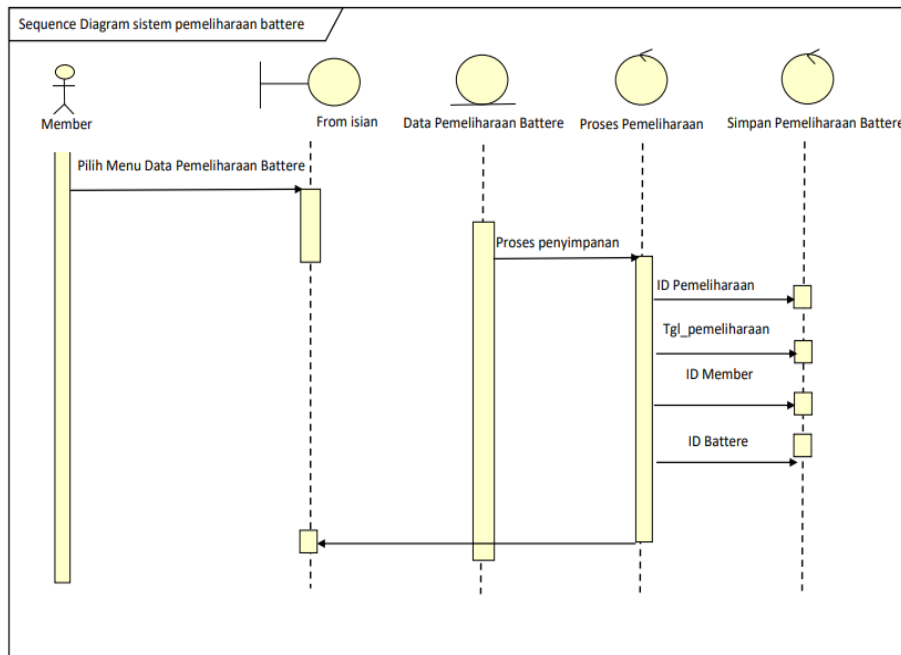 Sequence Diagram sistem pemeliharaan battere
Member
From isian
Data Pemeliharaan Battere
Proses Pemeliharaan
Simpan Pemeliharaan Battere
Pilih Menu Data Pemeliharaan Battere
Proses penyimpanan
ID Pemeliharaan
Tgl_pemeliharaan
ID Member
ID Battere